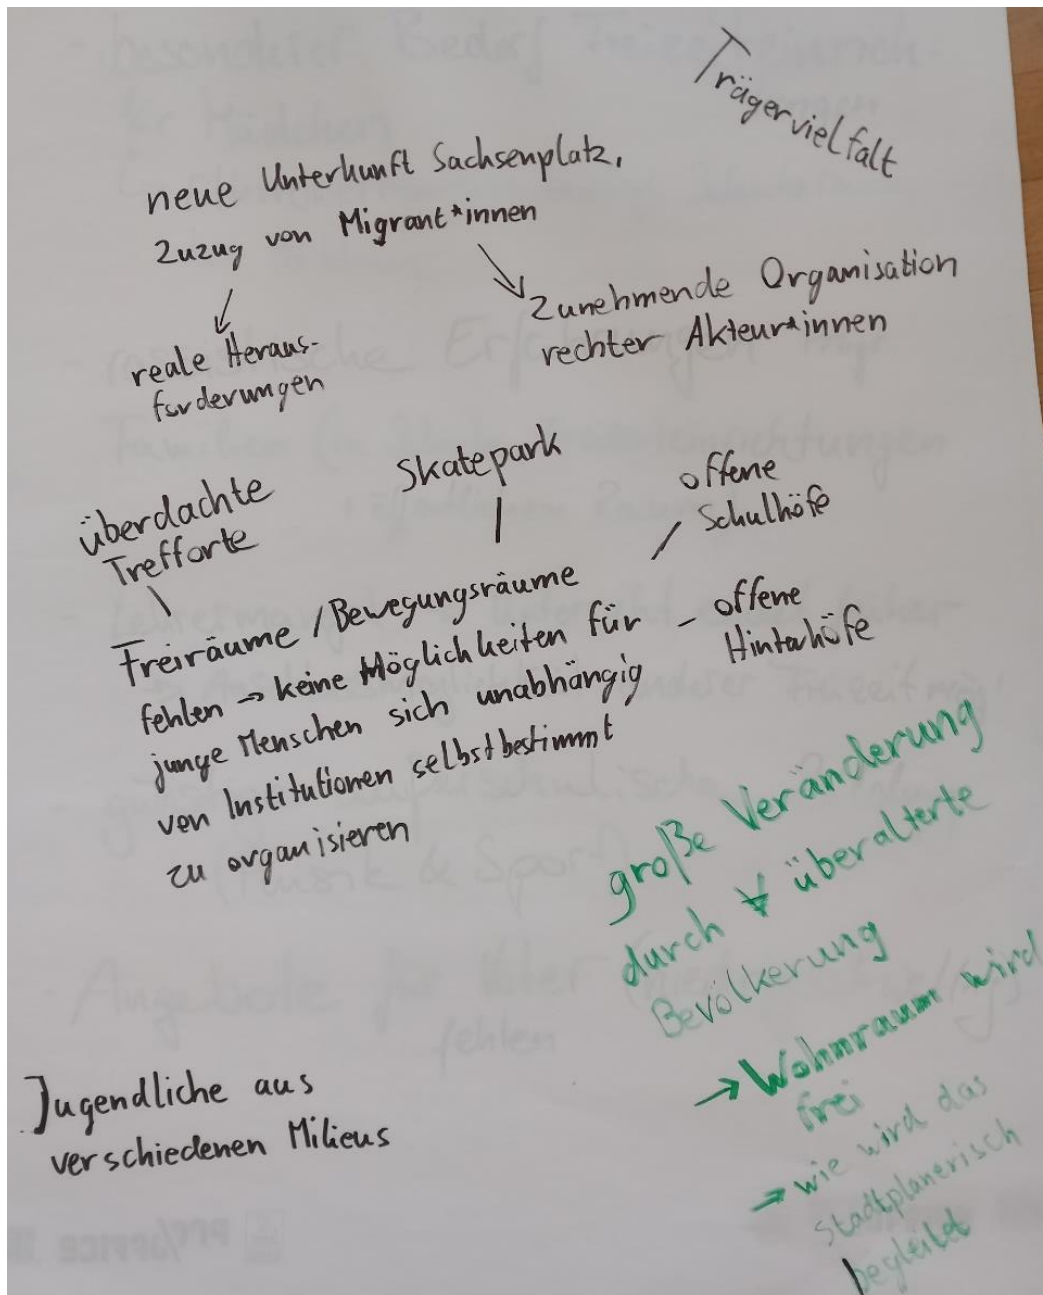 Trägervielfalt
neue Unterkunft Sachsenplatz,
Zuzug von Migrant*innen
reale Heraus-
forderungen
Zunehmende Organisation
rechter Akteur*innen
überdachte
Trefforte
Skatepark
offene
Schulhöfe
Freiräume / Bewegungsräume
fehlen → keine Möglichkeiten für
junge Menschen sich unabhängig
von Institutionen selbstbestimmt
zu organisieren
offene
Hinterhöfe
große Veränderung
durch überalterte
Bevölkerung
→ Wohnraum wird
frei
→ wie wird das
stadtplanerisch
begleitet
Jugendliche aus
verschiedenen Milieus